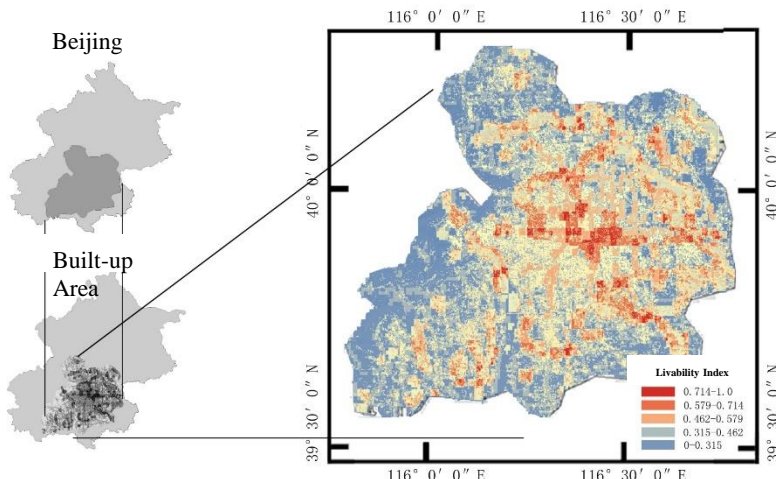 Beijing
Built-up
Area
116° 0′ 0″ E
116° 30′ 0″ E
40° 0′ 0″ N
40° 0′ 0″ N
39° 30′ 0″ N
39° 30′ 0″ N
Livability Index
0.714-1.0
0.579-0.714
0.462-0.579
0.315-0.462
0-0.315
116° 0′ 0″ E
116° 30′ 0″ E